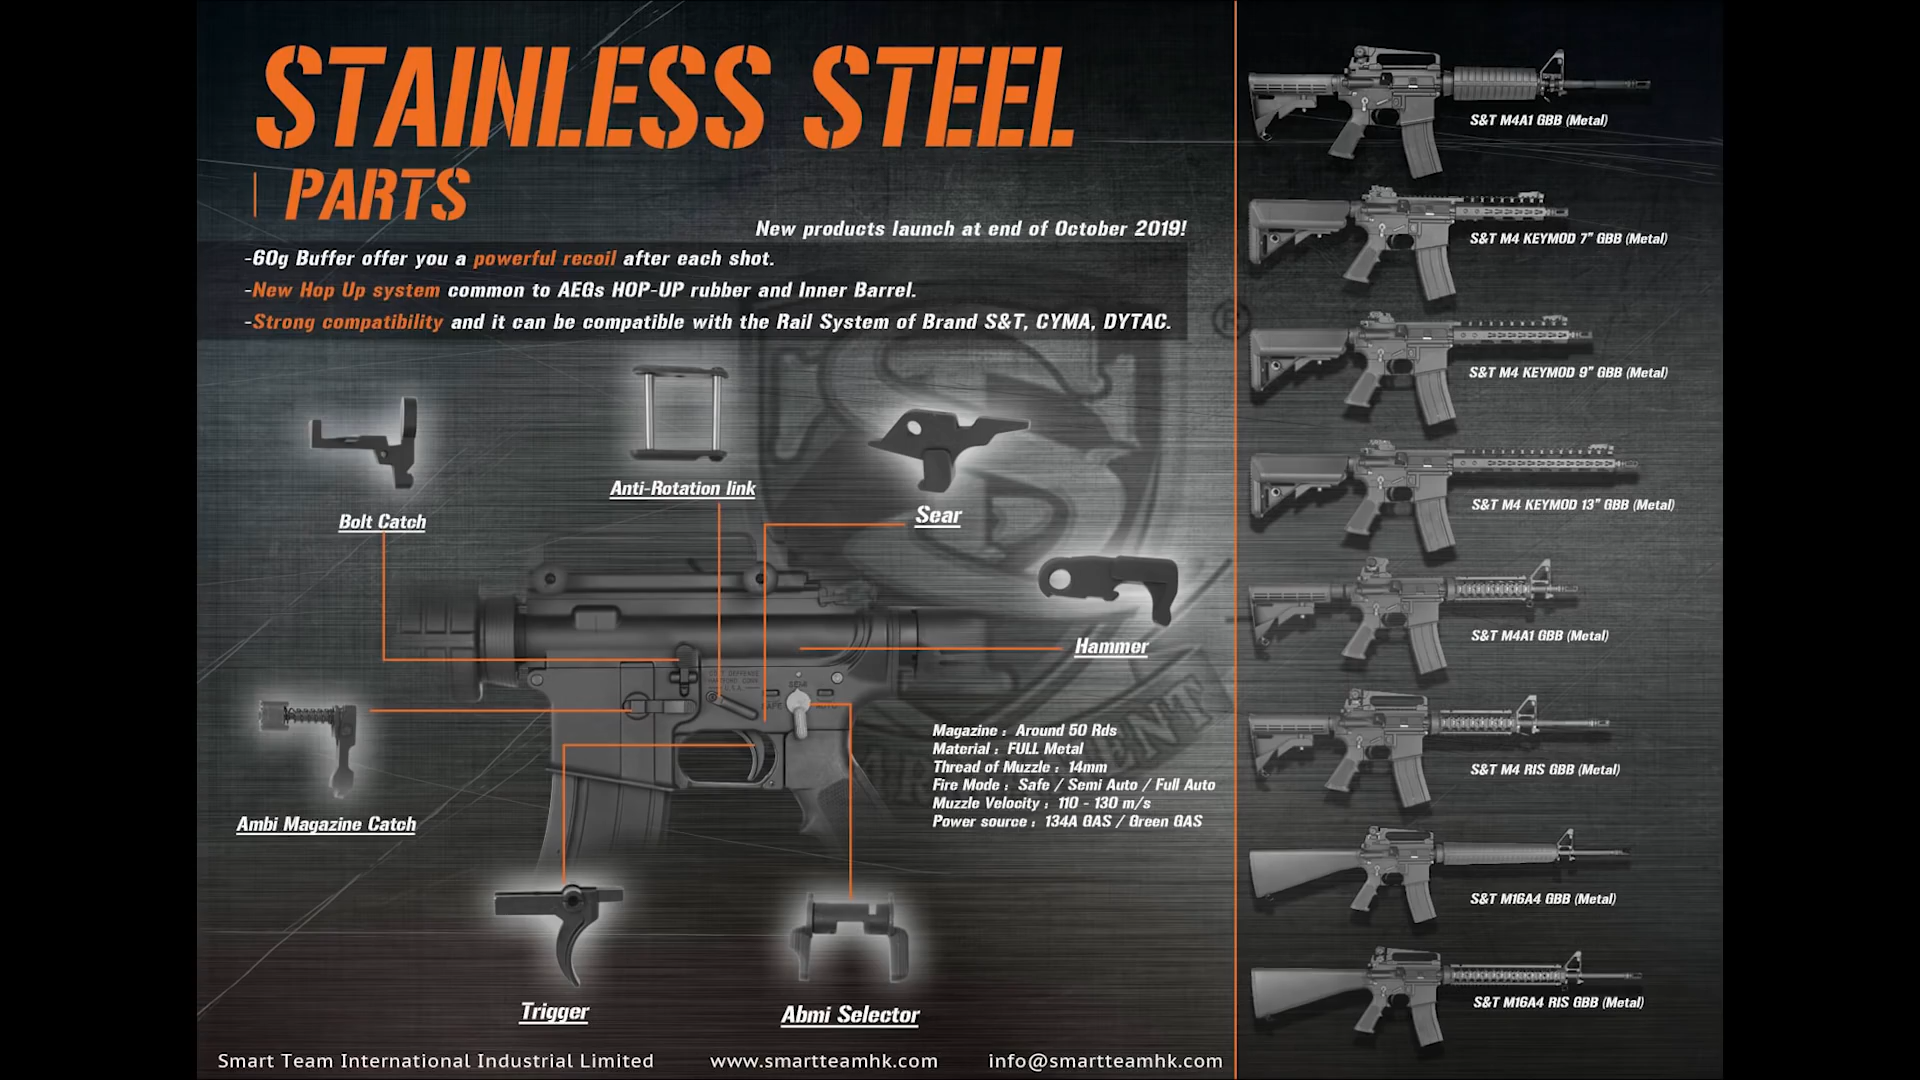 STAINLESS STEEL
PARTS
New products launch at end of October 2019!
-60g Buffer offer you a powerful recoil after each shot.
-New Hop Up system common to AEGs HOP-UP rubber and Inner Barrel.
-Strong compatibility and it can be compatible with the Rail System of Brand S&T, CYMA, DYTAC.
Bolt Catch
Anti-Rotation link
Sear
Hammer
Ambi Magazine Catch
SEMI
SAFE
AUTO
Magazine : Around 50 Rds
Material : FULL Metal
Thread of Muzzle : 14mm
Fire Mode : Safe / Semi Auto / Full Auto
Muzzle Velocity : 110 - 130 m/s
Power source : 134A GAS / Green GAS
Trigger
Abmi Selector
Smart Team International Industrial Limited
www.smartteamhk.com
info@smartteamhk.com
S&T M4A1 GBB (Metal)
S&T M4 KEYMOD 7" GBB (Metal)
S&T M4 KEYMOD 9" GBB (Metal)
S&T M4 KEYMOD 13" GBB (Metal)
S&T M4A1 GBB (Metal)
S&T M4 RIS GBB (Metal)
S&T M16A4 GBB (Metal)
S&T M16A4 RIS GBB (Metal)